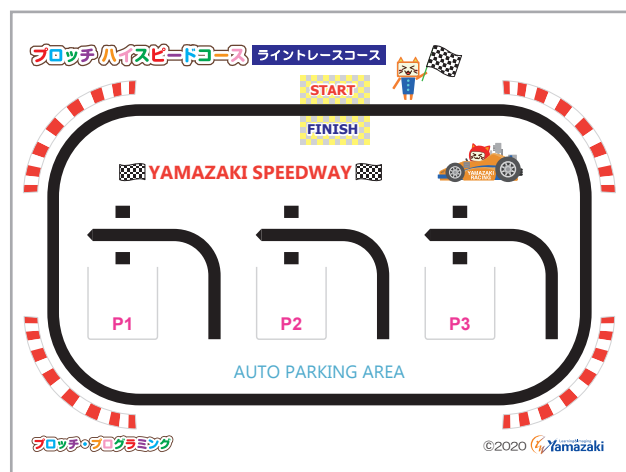 ブロッチ ハイスピードコース ライントレースコース
START
FINISH
YAMAZAKI SPEEDWAY
YAMAZAKI
RACING
P1 P2 P3
AUTO PARKING AREA
ブロッチ・プログラミング ©2020 Yamazaki